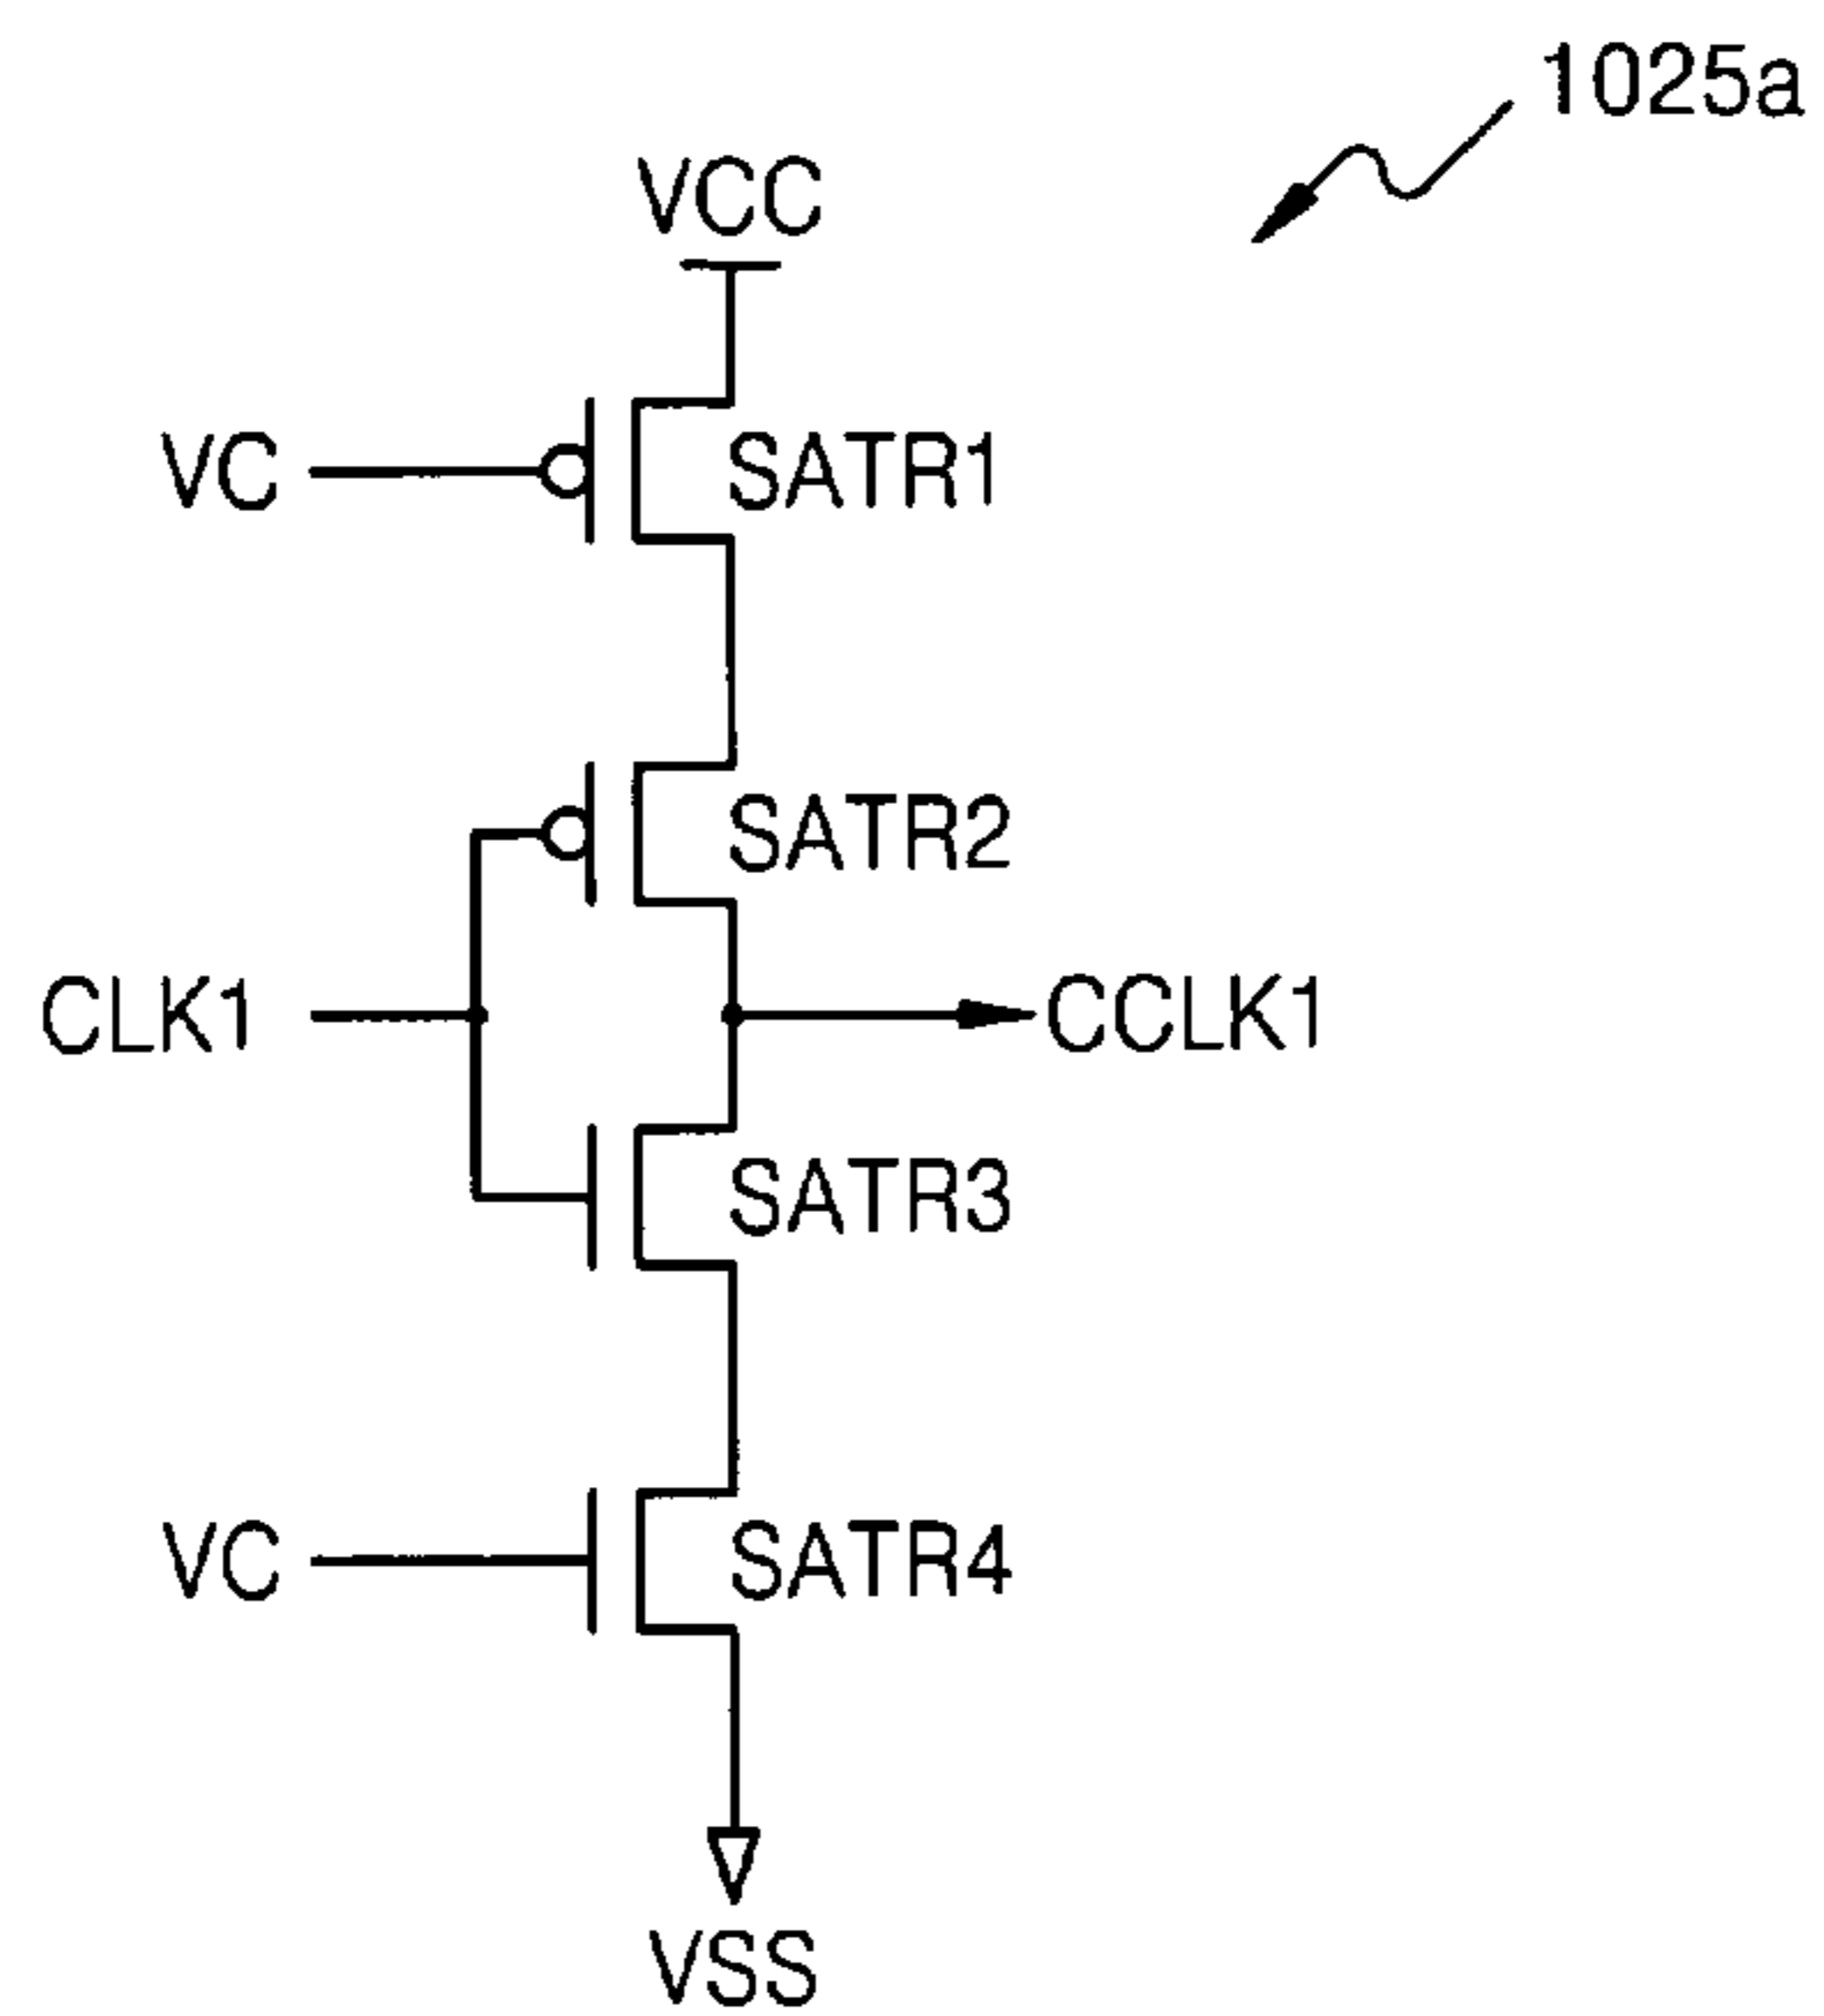 1025a
VCC
VC
SATR1
SATR2
CLK1
CCLK1
SATR3
VC
SATR4
VSS